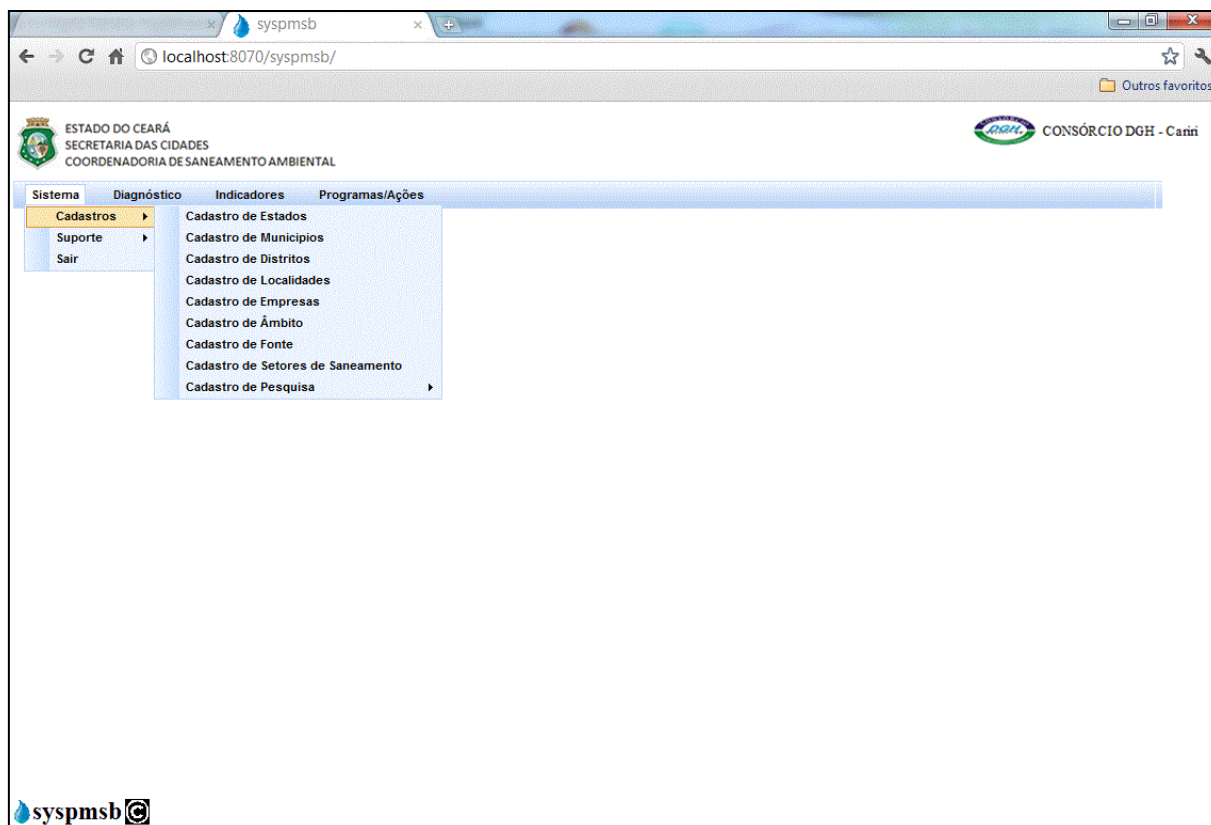 syspmsb
localhost:8070/syspmsb/
Outros favoritos
ESTADO DO CEARÁ
SECRETARIA DAS CIDADES
COORDENADORIA DE SANEAMENTO AMBIENTAL
CONSÓRCIO DGH - Cariri
Sistema Diagnóstico Indicadores Programas/Ações
Cadastros
Suporte
Sair
Cadastro de Estados
Cadastro de Municipios
Cadastro de Distritos
Cadastro de Localidades
Cadastro de Empresas
Cadastro de Âmbito
Cadastro de Fonte
Cadastro de Setores de Saneamento
Cadastro de Pesquisa
syspmsb ©